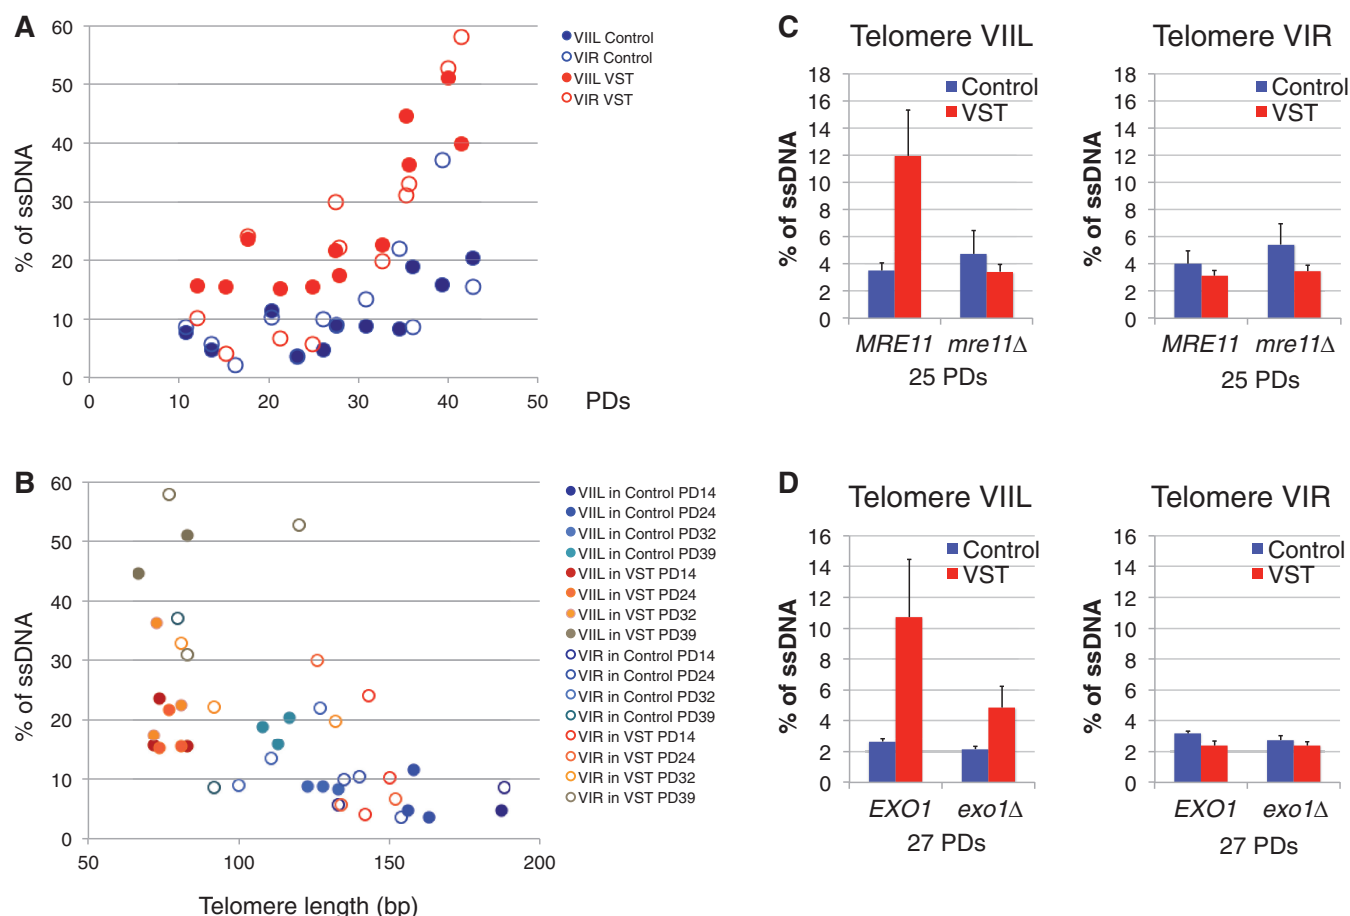 A
60
50
40
30
20
10
0
% of ssDNA
0 10 20 30 40 50
PDs
VIIL Control
VIR Control
VIIL VST
VIR VST
B
60
50
40
30
20
10
0
% of ssDNA
50 100 150 200
Telomere length (bp)
VIIL in Control PD14
VIIL in Control PD24
VIIL in Control PD32
VIIL in Control PD39
VIIL in VST PD14
VIIL in VST PD24
VIIL in VST PD32
VIIL in VST PD39
VIR in Control PD14
VIR in Control PD24
VIR in Control PD32
VIR in Control PD39
VIR in VST PD14
VIR in VST PD24
VIR in VST PD32
VIR in VST PD39
C
Telomere VIIL
18
16
14
12
10
8
6
4
2
0
% of ssDNA
Control
VST
MRE11 mre11Δ
25 PDs
Telomere VIR
18
16
14
12
10
8
6
4
2
0
% of ssDNA
Control
VST
MRE11 mre11Δ
25 PDs
D
Telomere VIIL
16
14
12
10
8
6
4
2
0
% of ssDNA
Control
VST
EXO1 exo1Δ
27 PDs
Telomere VIR
16
14
12
10
8
6
4
2
0
% of ssDNA
Control
VST
EXO1 exo1Δ
27 PDs